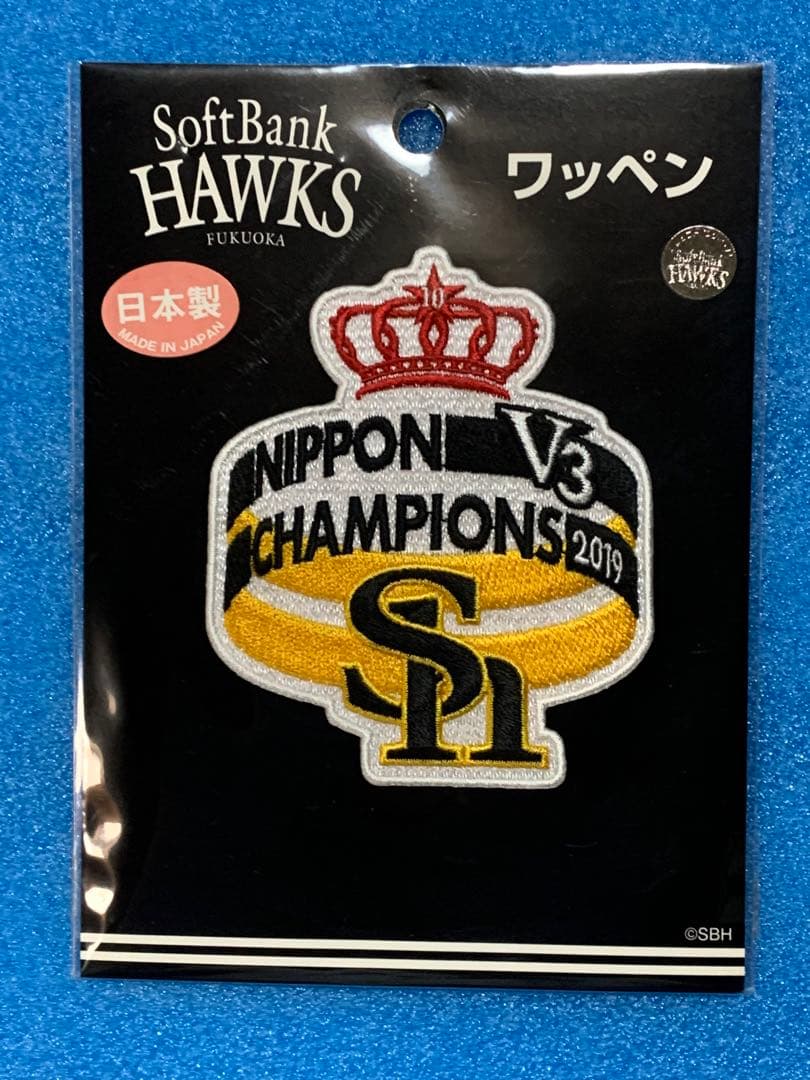 SoftBank
HAWKS
FUKUOKA
ワッペン
SoftBank
HAWKS
日本製
MADE IN JAPAN
10
NIPPON V3
CHAMPIONS 2019
Sh
©SBH